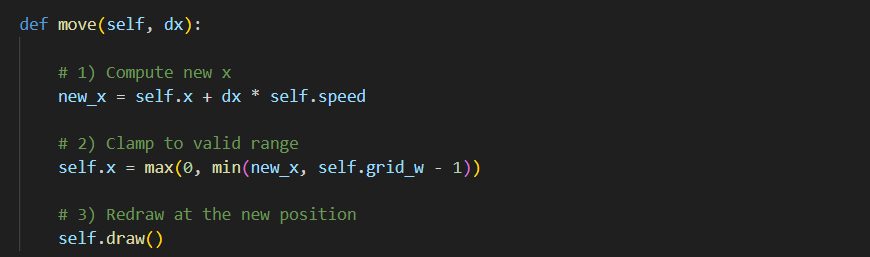 def move(self, dx):
# 1) Compute new x
new_x = self.x + dx * self.speed
# 2) Clamp to valid range
self.x = max(0, min(new_x, self.grid_w - 1))
# 3) Redraw at the new position
self.draw()